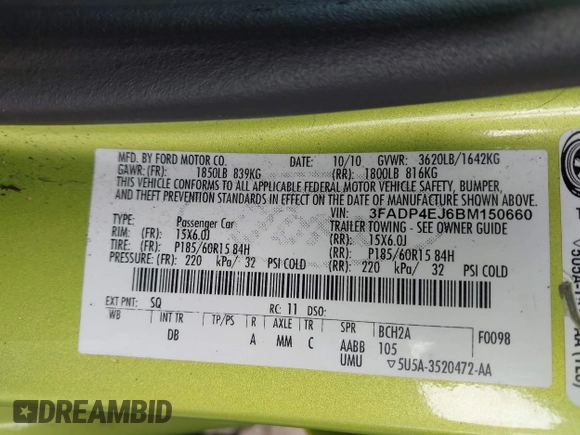 MFD. BY FORD MOTOR CO. DATE: 10/10 GVWR: 3620LB/1642KG
GAWR: (FR): 1850LB 839KG (RR): 1800LB 816KG
THIS VEHICLE CONFORMS TO ALL APPLICABLE FEDERAL MOTOR VEHICLE SAFETY, BUMPER,
AND THEFT PREVENTION STANDARDS IN EFFECT ON THE DATE OF MANUFACTURE SHOWN ABOVE.
VIN: 3FADP4EJ6BM150660
TYPE: Passenger Car TRAILER TOWING - SEE OWNER GUIDE
RIM: (FR): 15X6.0J (RR): 15X6.0J
TIRE: (FR): P185/60R15 84H (RR): P185/60R15 84H
PRESSURE: (FR): 220 kPa/ 32 PSI COLD (RR): 220 kPa/ 32 PSI COLD
EXT PNT: SQ RC: 11 DSO:
WB INT TR TP/PS R AXLE TR SPR BCH2A F0098
DB A MM C AABB 105
UMU ▽5U5A-3520472-AA
DREAMBID